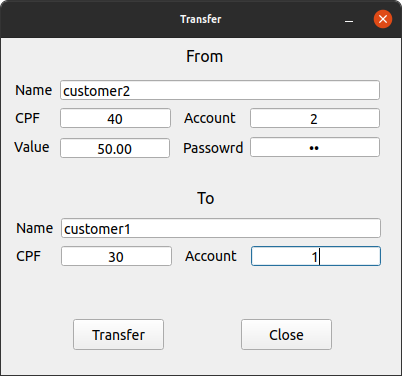 Transfer
From
Name customer2
CPF 40 Account 2
Value 50.00 Passowrd ••
To
Name customer1
CPF 30 Account 1
Transfer Close